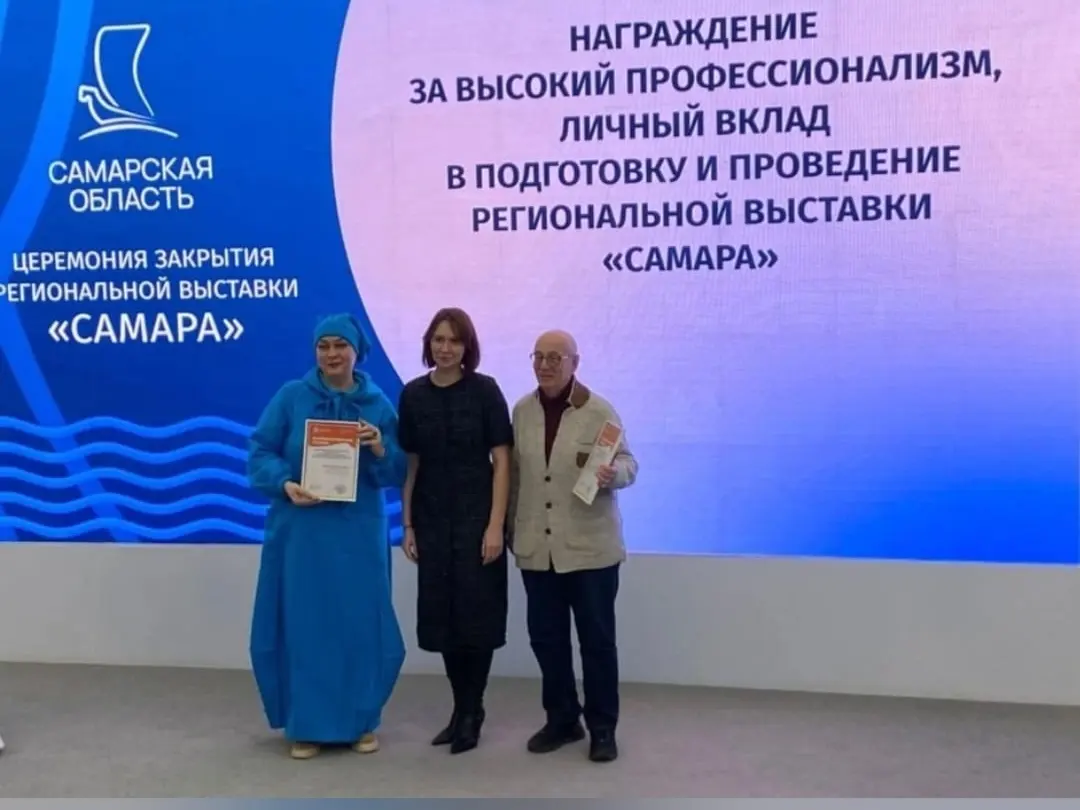 САМАРСКАЯ
ОБЛАСТЬ
ЦЕРЕМОНИЯ ЗАКРЫТИЯ
РЕГИОНАЛЬНОЙ ВЫСТАВКИ
«САМАРА»
НАГРАЖДЕНИЕ
ЗА ВЫСОКИЙ ПРОФЕССИОНАЛИЗМ,
ЛИЧНЫЙ ВКЛАД
В ПОДГОТОВКУ И ПРОВЕДЕНИЕ
РЕГИОНАЛЬНОЙ ВЫСТАВКИ
«САМАРА»